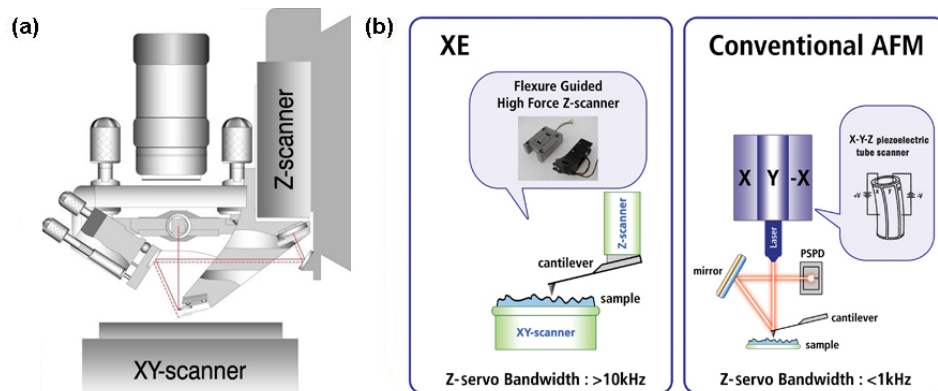 (a)
Z-scanner
XY-scanner
(b)
XE
Flexure Guided
High Force Z-scanner
Z-scanner
cantilever
sample
XY-scanner
Z-servo Bandwidth : >10kHz
Conventional AFM
X-Y-Z piezoelectric
tube scanner
X Y -X
+V
-V
Laser
mirror
PSPD
cantilever
sample
Z-servo Bandwidth : <1kHz